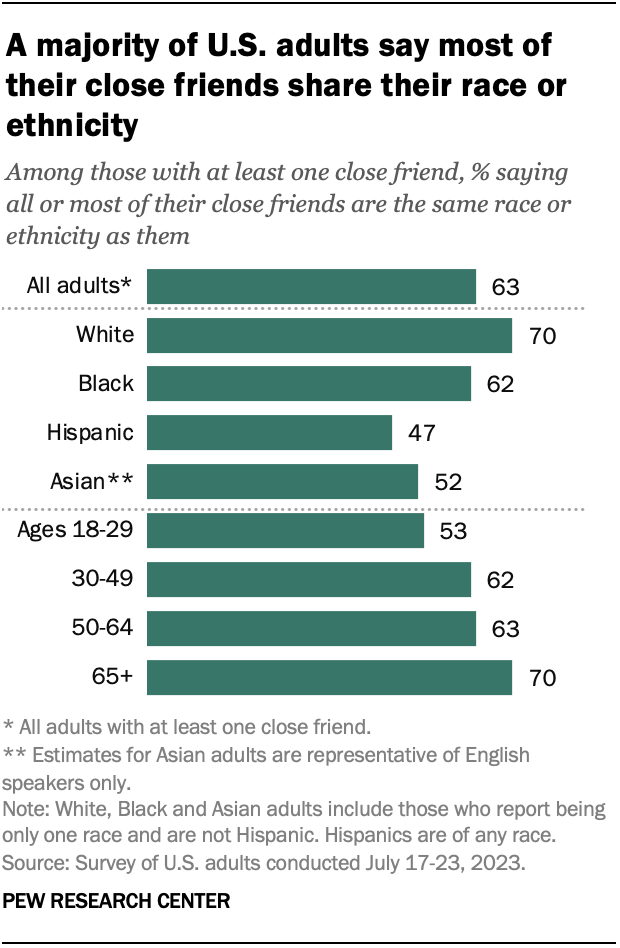 A majority of U.S. adults say most of
their close friends share their race or
ethnicity
Among those with at least one close friend, % saying
all or most of their close friends are the same race or
ethnicity as them
All adults* 63
White 70
Black 62
Hispanic 47
Asian** 52
Ages 18-29 53
30-49 62
50-64 63
65+ 70
* All adults with at least one close friend.
** Estimates for Asian adults are representative of English
speakers only.
Note: White, Black and Asian adults include those who report being
only one race and are not Hispanic. Hispanics are of any race.
Source: Survey of U.S. adults conducted July 17-23, 2023.
PEW RESEARCH CENTER